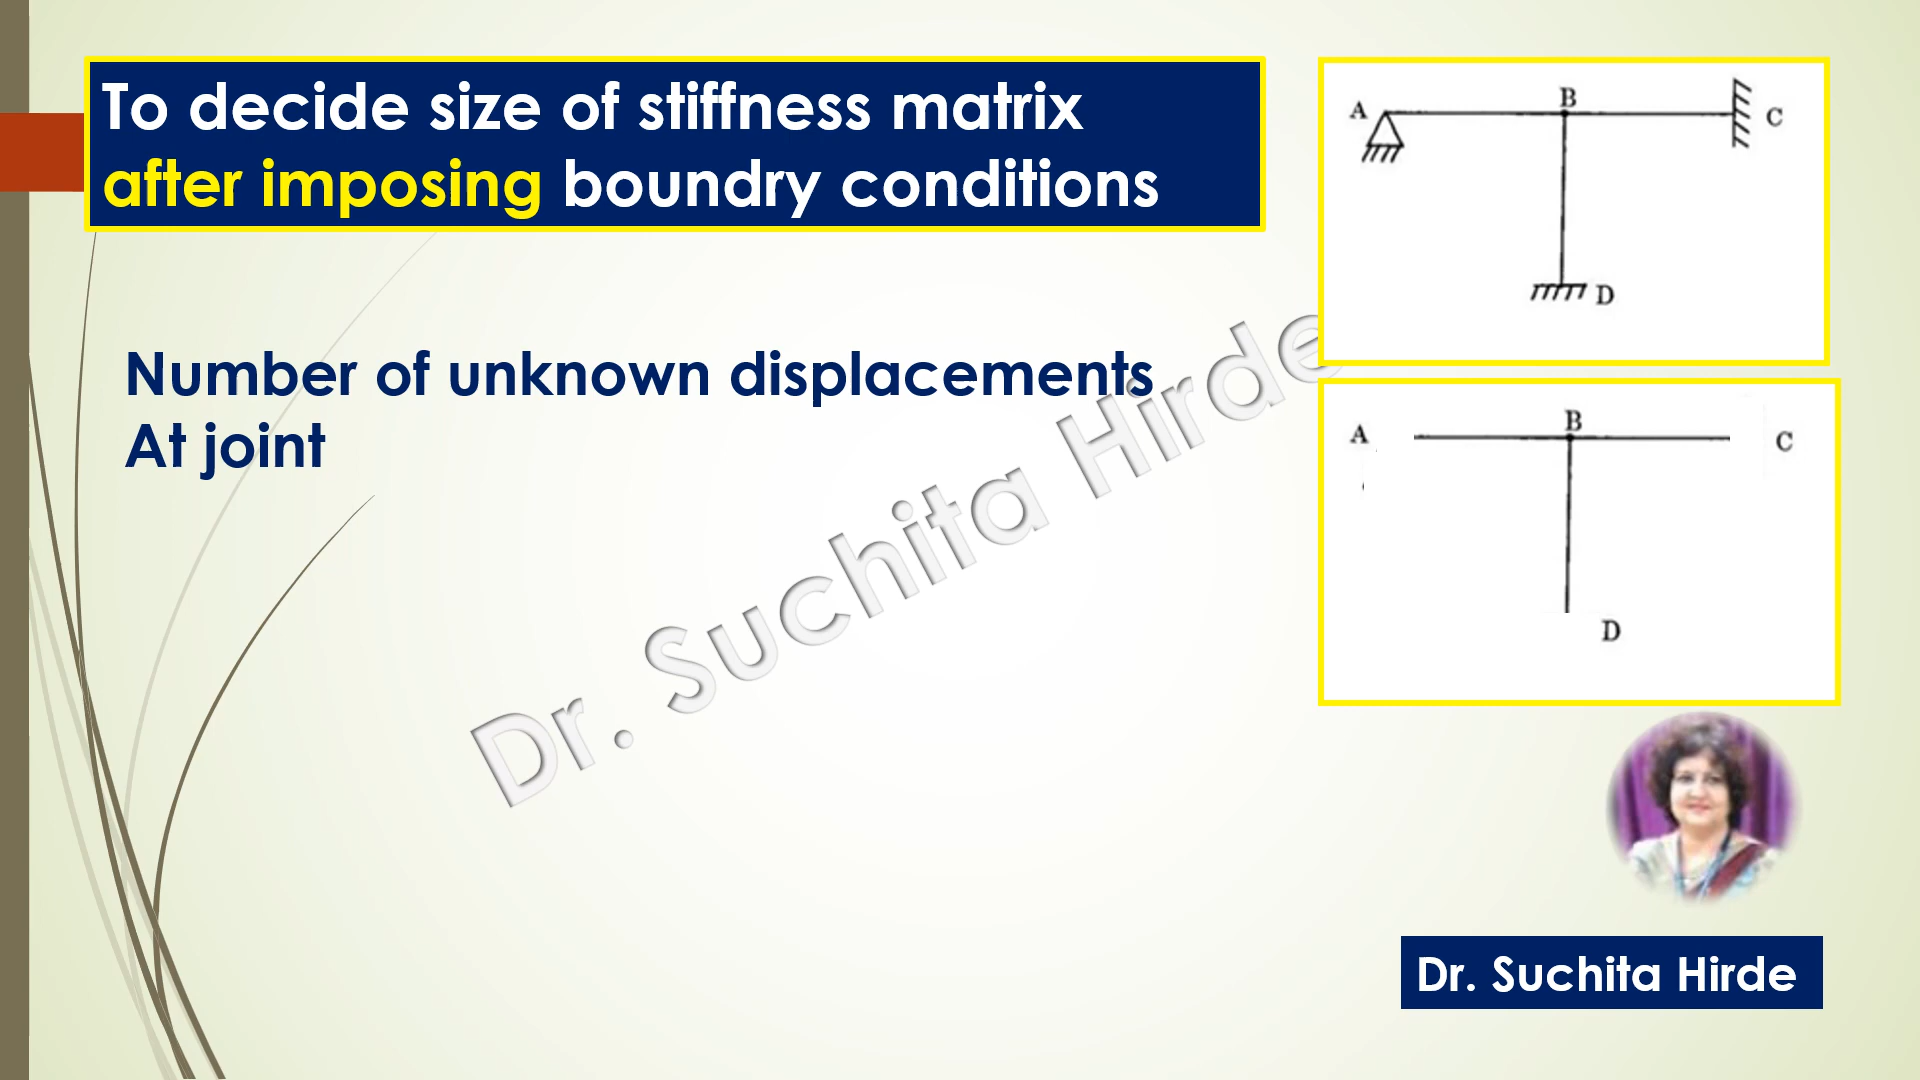 To decide size of stiffness matrix
after imposing boundry conditions
Number of unknown displacements
At joint
A
B
C
D
A
B
C
D
Dr. Suchita Hirde
Dr. Suchita Hirde